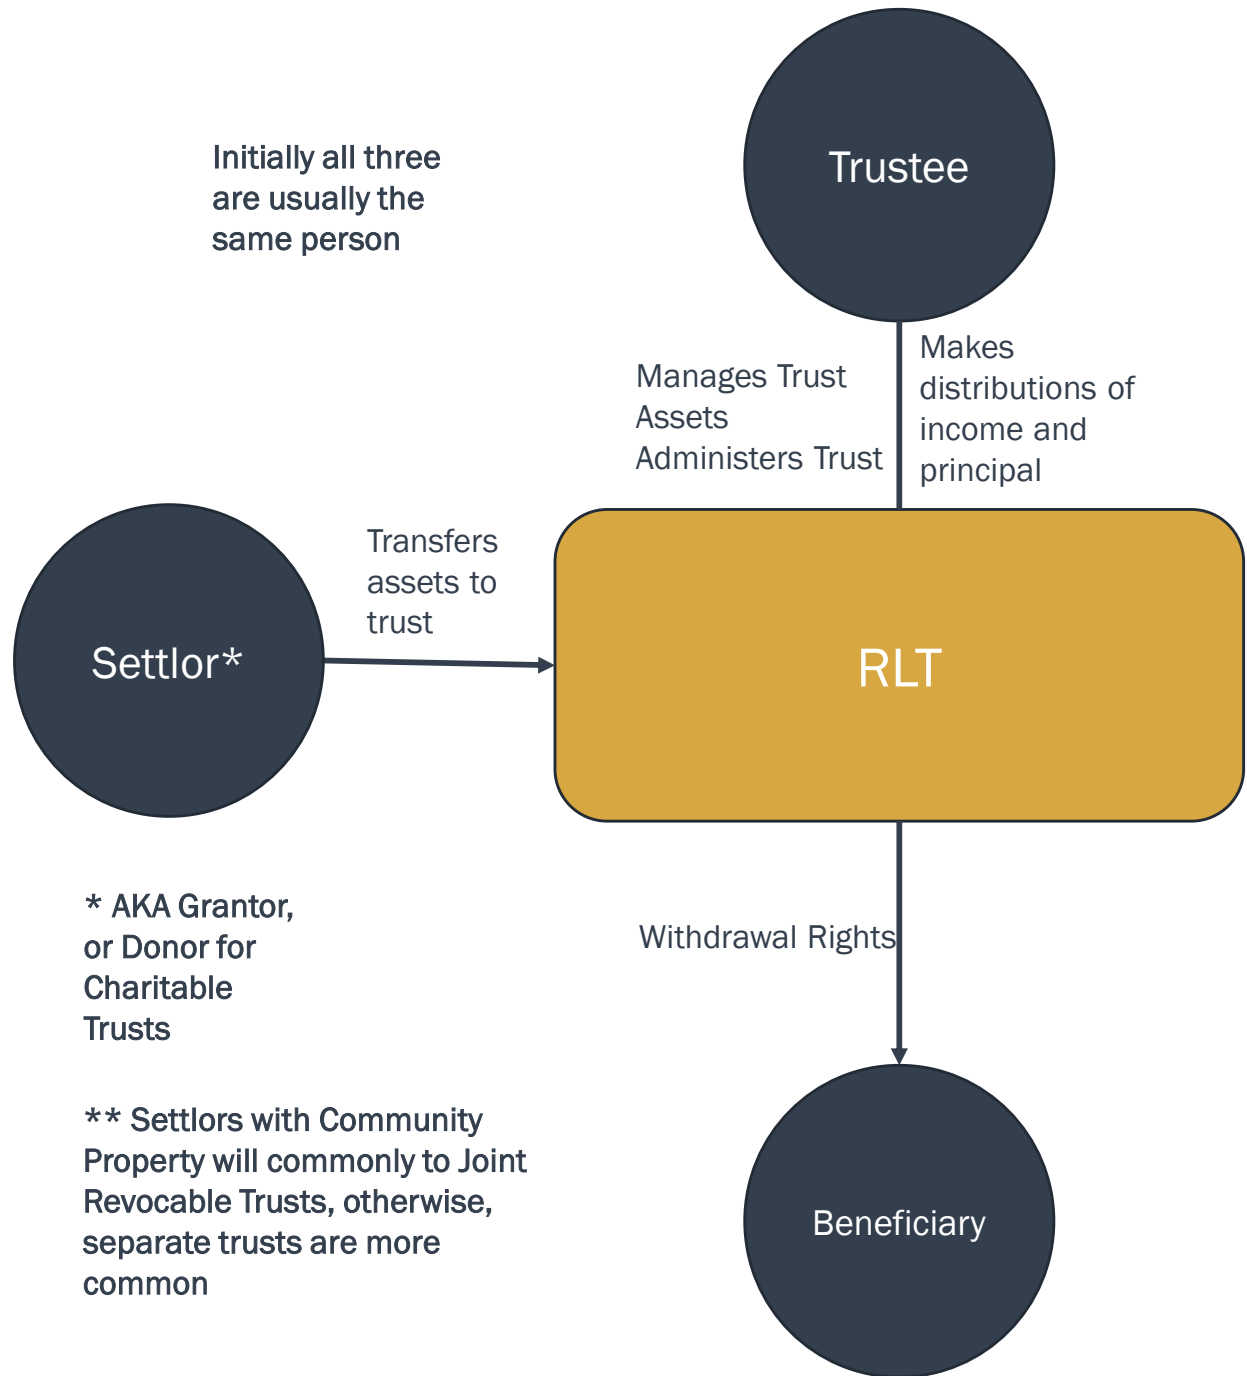 Initially all three
are usually the
same person
Trustee
Manages Trust
Assets
Administers Trust
Makes
distributions of
income and
principal
Settlor*
Transfers
assets to
trust
RLT
* AKA Grantor,
or Donor for
Charitable
Trusts
Withdrawal Rights
** Settlors with Community
Property will commonly to Joint
Revocable Trusts, otherwise,
separate trusts are more
common
Beneficiary